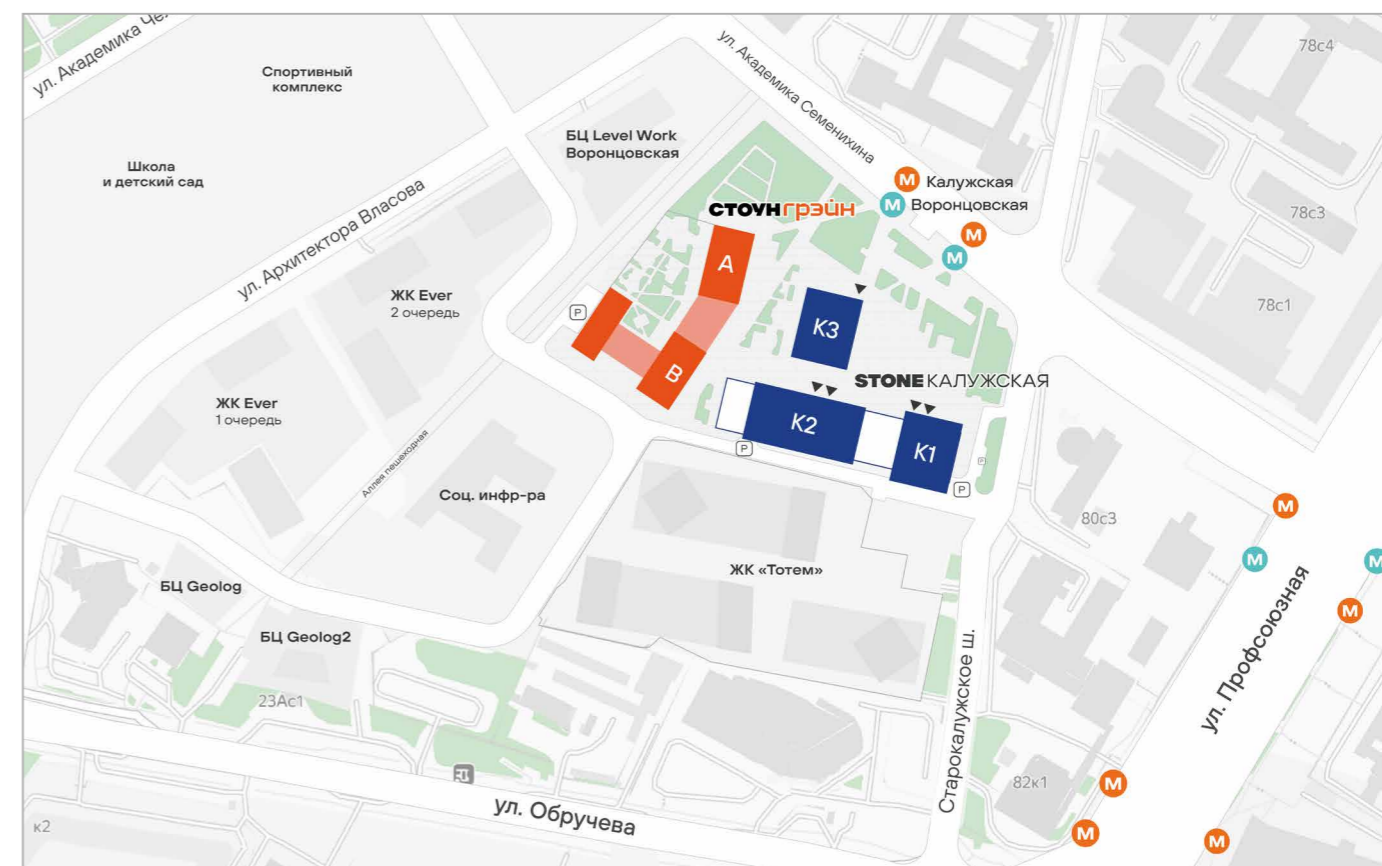 ул. Академика Че
Спортивный
комплекс
Школа
и детский сад
БЦ Level Work
Воронцовская
ул. Академика Семенихина
78с4
М Калужская
М Воронцовская
М
М
СТОУНГРЭЙН
78с3
ул. Архитектора Власова
A
ЖК Ever
2 очередь
P
K3
78с1
B
STONE КАЛУЖСКАЯ
ЖК Ever
1 очередь
K2
K1
P
P
P
Аллея пешеходная
Соц. инфр-ра
80с3
М
М
М
М
ЖК «Тотем»
БЦ Geolog
БЦ Geolog2
23Ас1
Старокалужское ш.
ул. Профсоюзная
82к1
М
М
М
ул. Обручева
к2